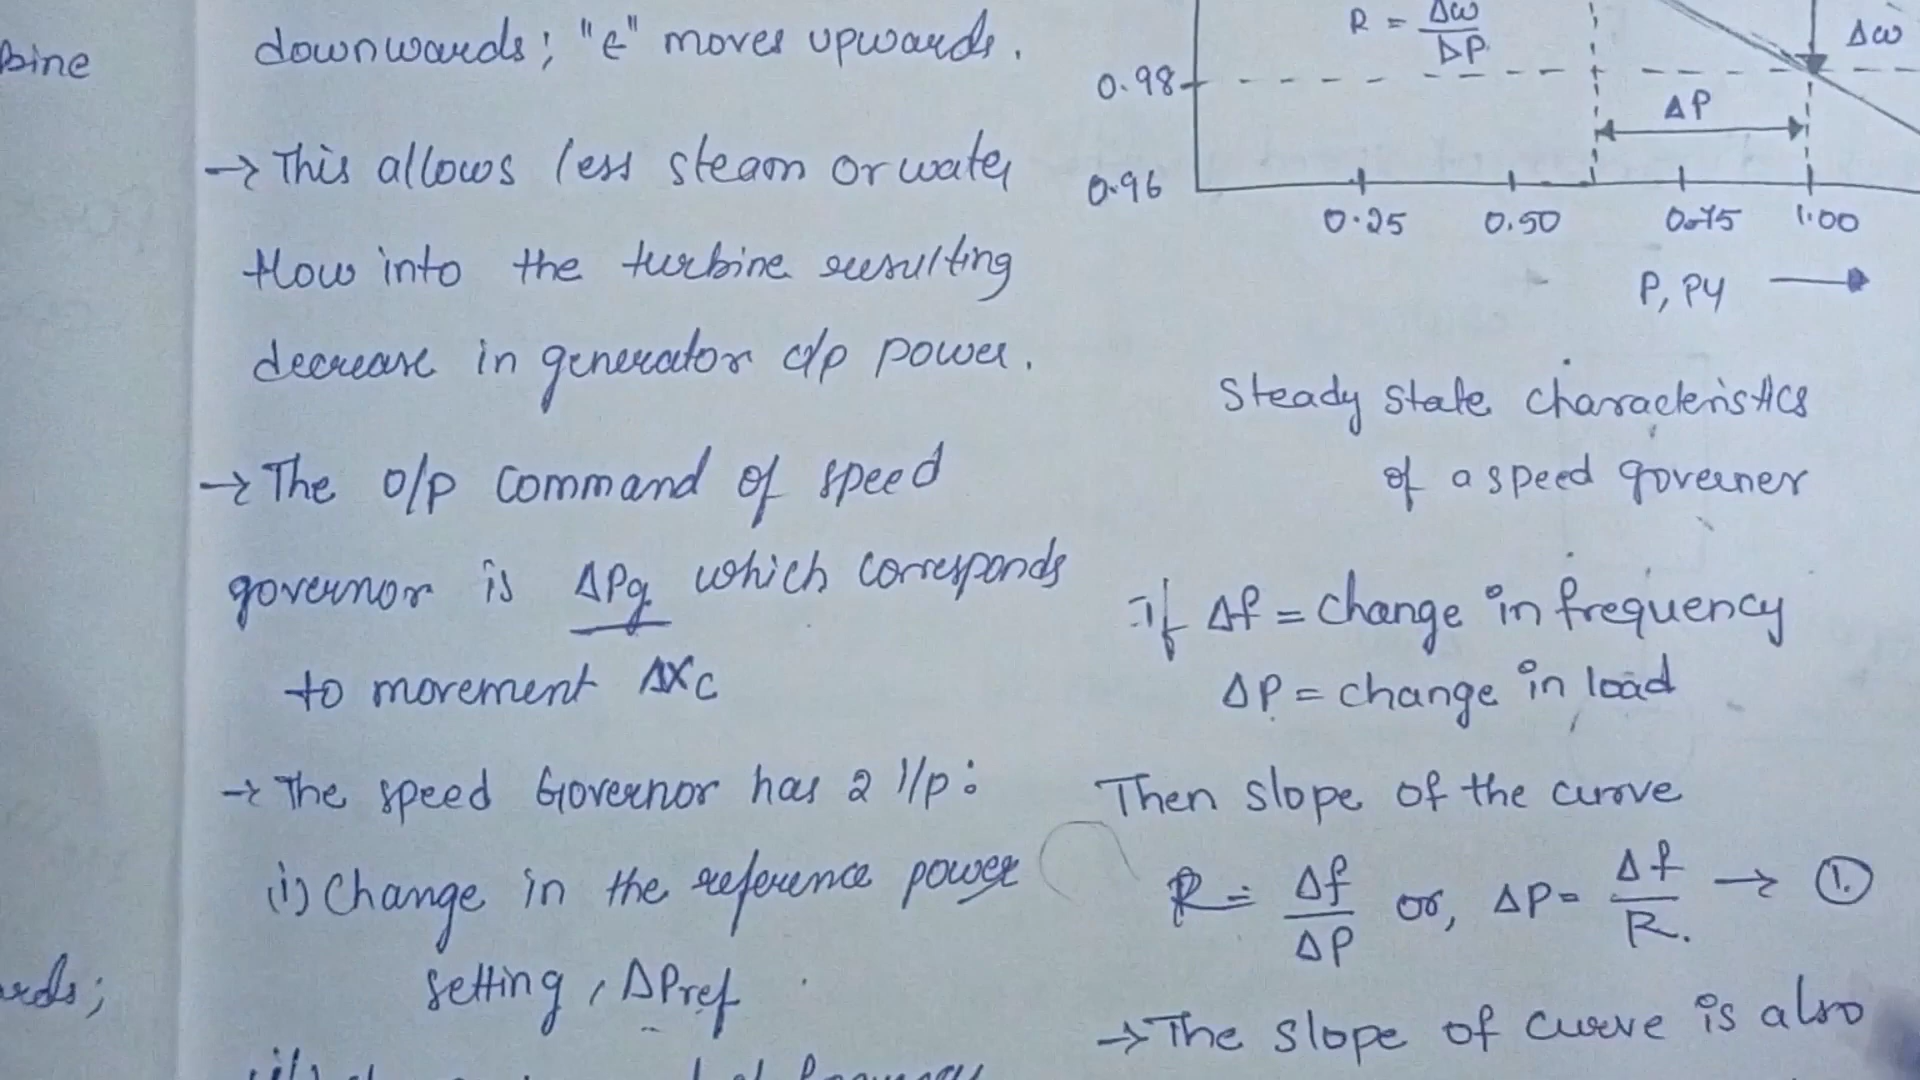 bine
downwards; "E" moves upwards.
→ This allows less steam or water
flow into the turbine resulting
decrease in generator o/p power.
→ The o/p command of speed
governor is ΔPg which corresponds
to movement ΔXc
→ The speed Governor has 2 i/p:
(i) Change in the reference power
setting, ΔPref
ards;
R = Δω/ΔP
Δω
0.98
ΔP
0.96
0.25 0.50 0.75 1.00
P, Pu →
Steady State characteristics
of a speed governer
If Δf = change in frequency
ΔP = change in load
Then slope of the curve
R = Δf/ΔP or, ΔP = Δf/R. → 1.
→ The slope of curve is also